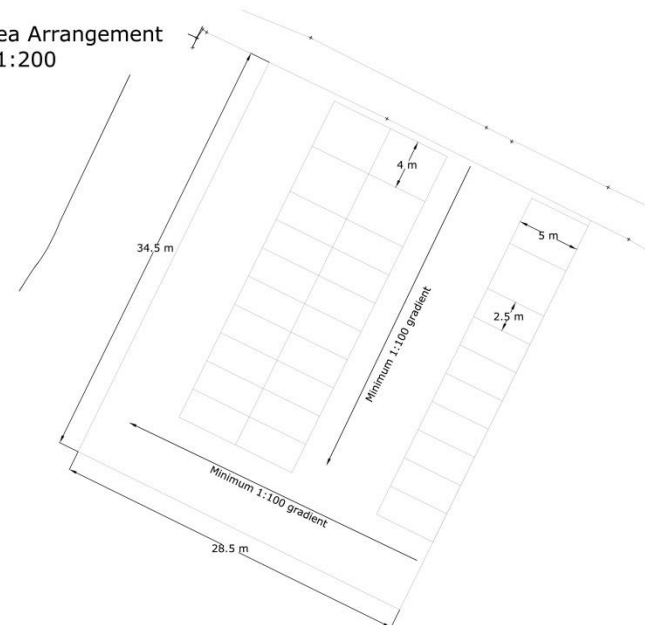 ea Arrangement
1:200
4 m
5 m
34.5 m
2.5 m
Minimum 1:100 gradient
Minimum 1:100 gradient
28.5 m